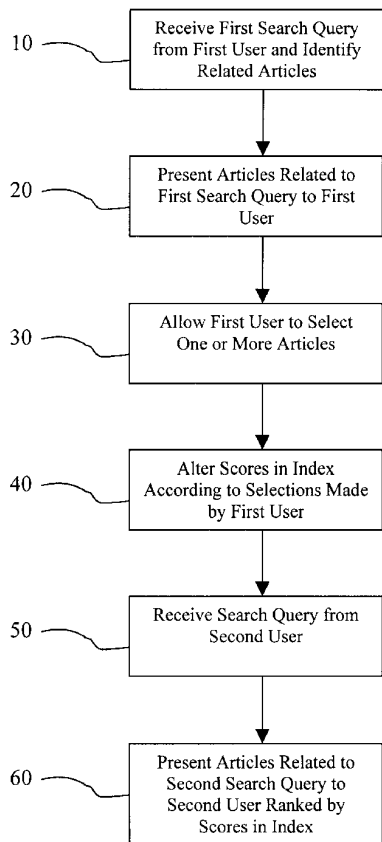 10
Receive First Search Query
from First User and Identify
Related Articles
20
Present Articles Related to
First Search Query to First
User
30
Allow First User to Select
One or More Articles
40
Alter Scores in Index
According to Selections Made
by First User
50
Receive Search Query from
Second User
60
Present Articles Related to
Second Search Query to
Second User Ranked by
Scores in Index